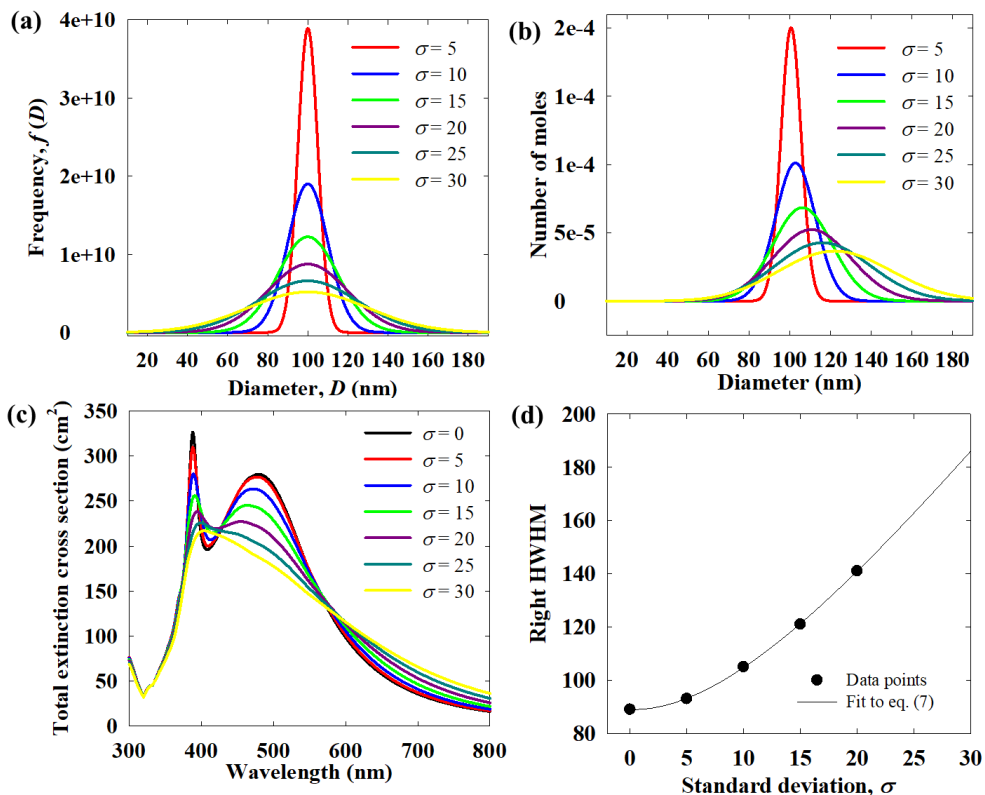 (a)
Frequency, f (D)
4e+10
3e+10
2e+10
1e+10
0
20 40 60 80 100 120 140 160 180
Diameter, D (nm)
σ = 5
σ = 10
σ = 15
σ = 20
σ = 25
σ = 30
(b)
Number of moles
2e-4
1e-4
1e-4
5e-5
0
20 40 60 80 100 120 140 160 180
Diameter (nm)
σ = 5
σ = 10
σ = 15
σ = 20
σ = 25
σ = 30
(c)
Total extinction cross section (cm²)
350
300
250
200
150
100
50
0
300 400 500 600 700 800
Wavelength (nm)
σ = 0
σ = 5
σ = 10
σ = 15
σ = 20
σ = 25
σ = 30
(d)
Right HWHM
200
180
160
140
120
100
80
0 5 10 15 20 25 30
Standard deviation, σ
Data points
Fit to eq. (7)